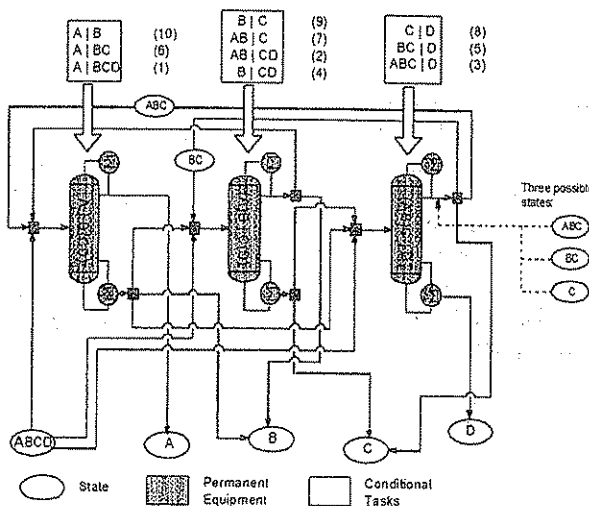 A | B (10)
A | BC (6)
A | BCD (1)
B | C (9)
AB | C (7)
AB | CD (2)
B | CD (4)
C | D (8)
BC | D (5)
ABC | D (3)
ABC
BC
Three possible
states:
ABC
BC
C
ABCD
A
B
C
D
State
Permanent
Equipment
Conditional
Tasks